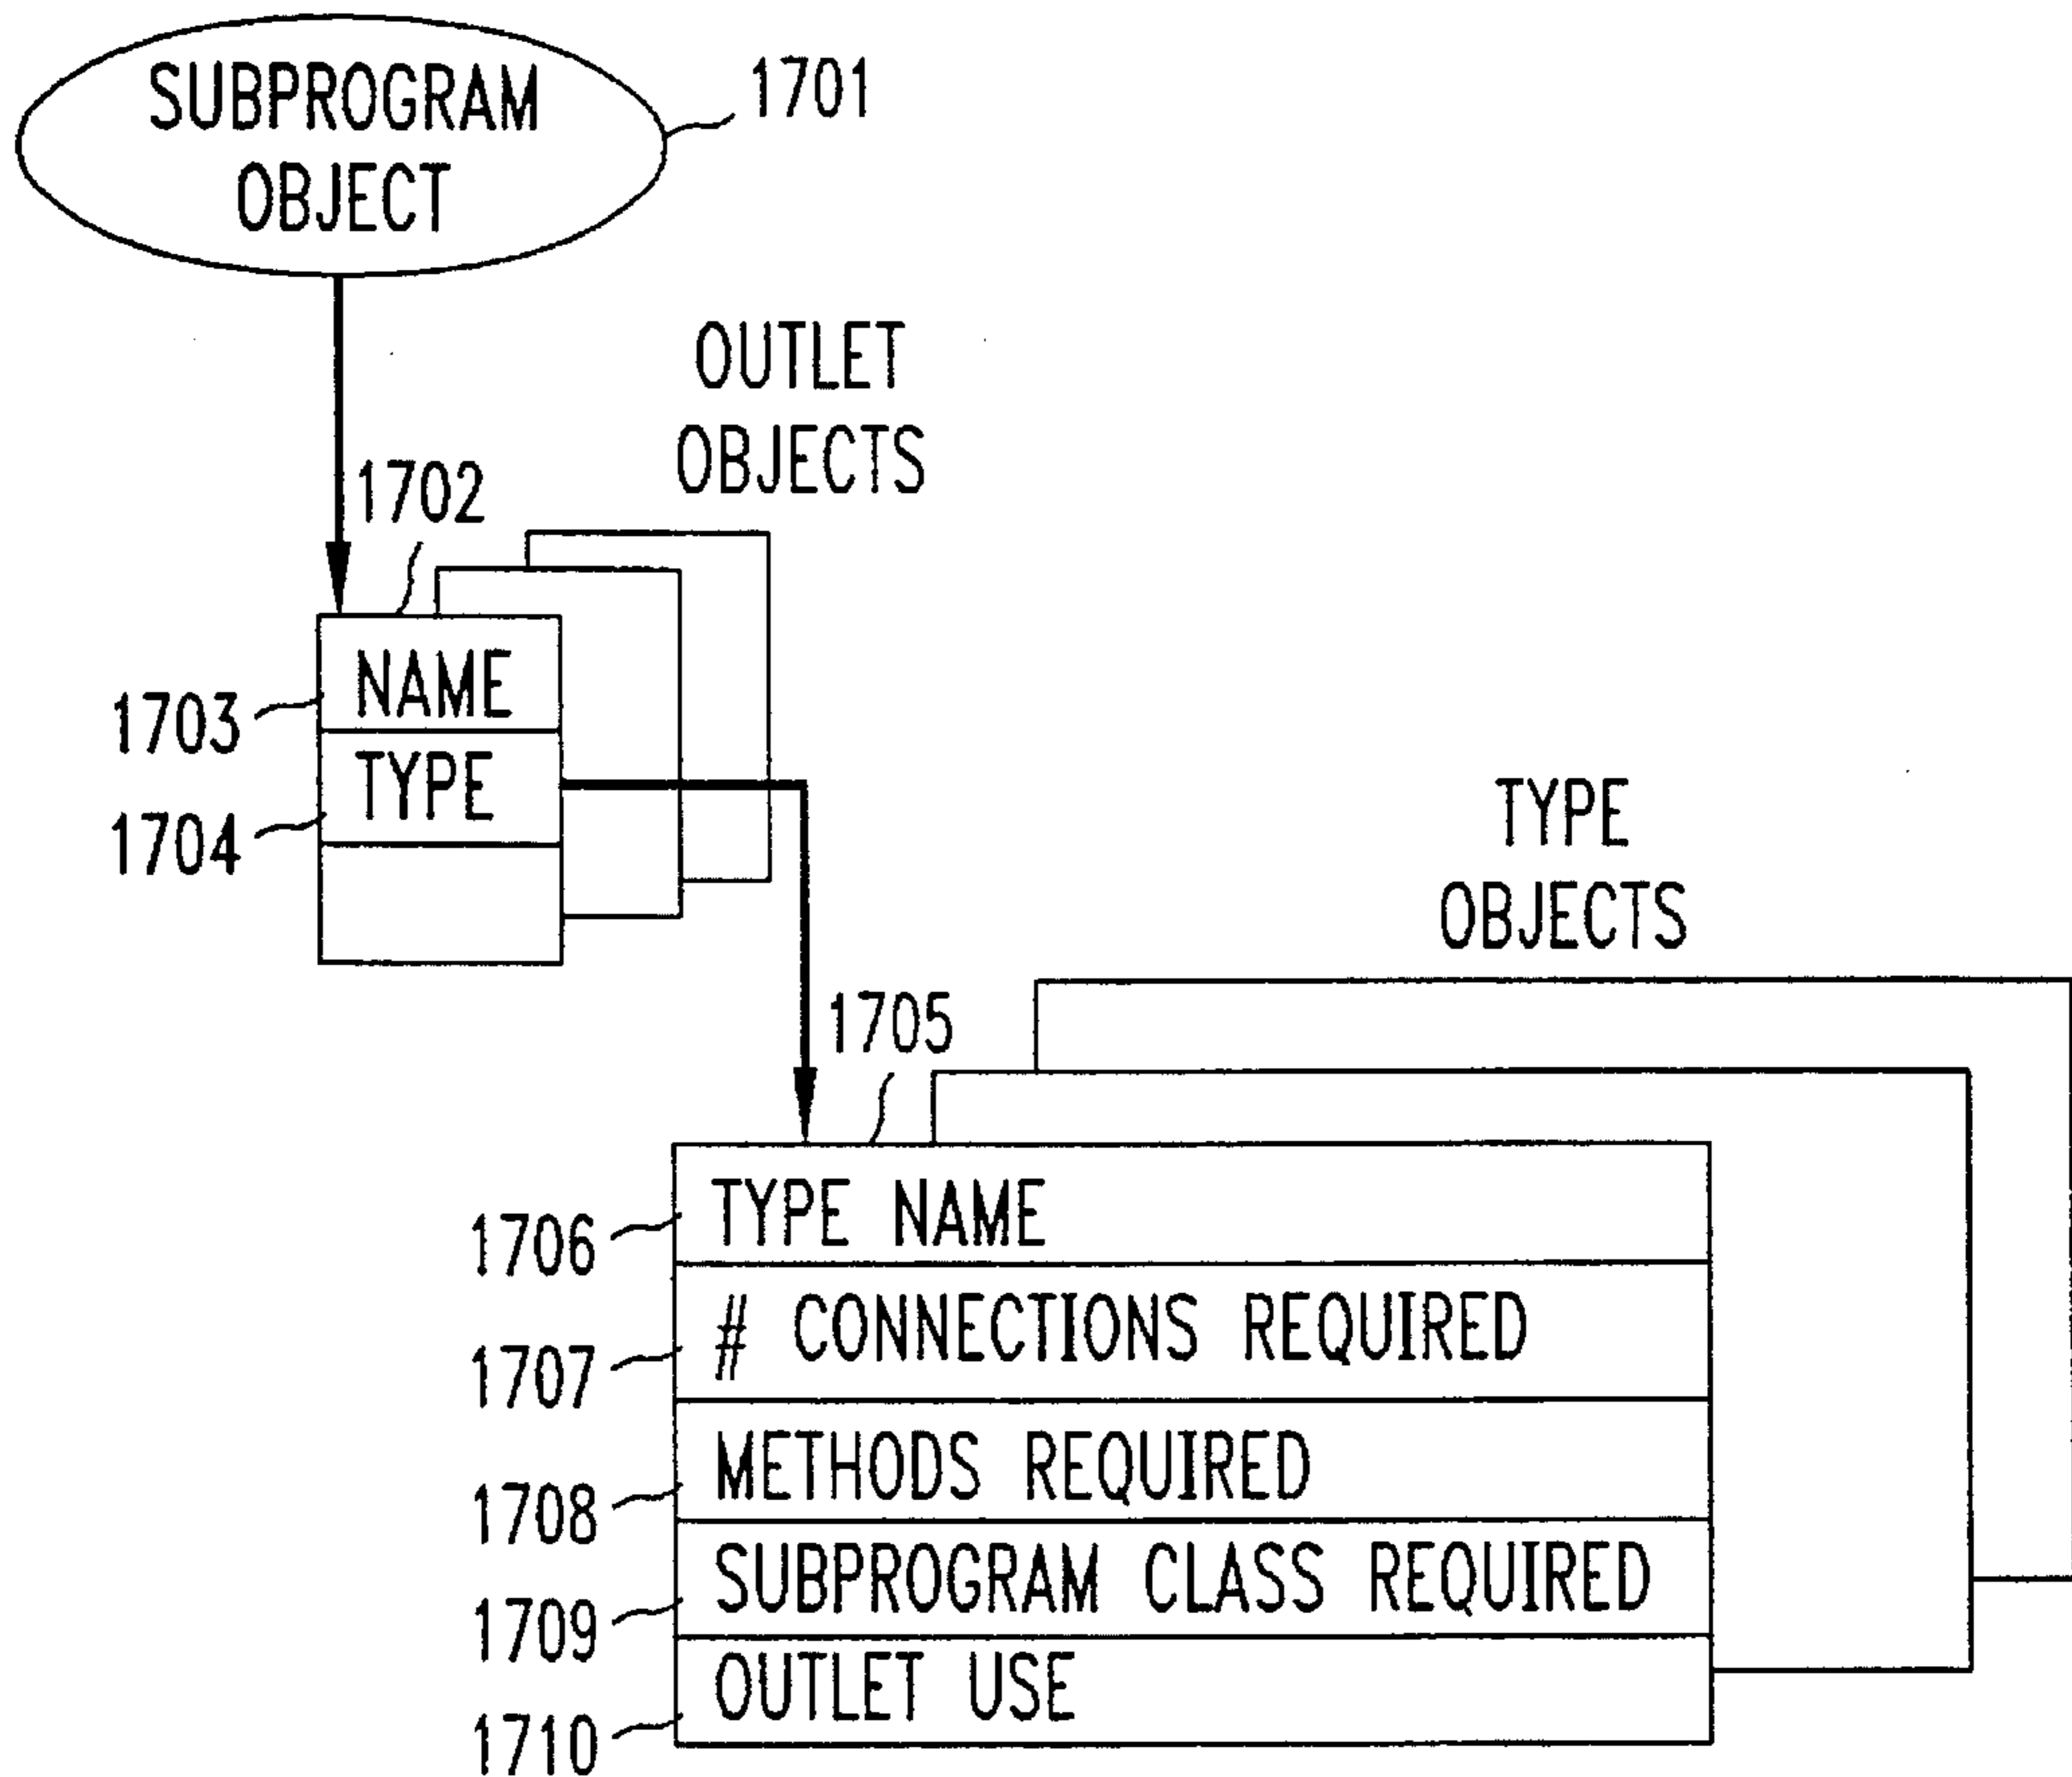 SUBPROGRAM
OBJECT
1701
OUTLET
OBJECTS
1702
NAME
1703
TYPE
1704
TYPE
OBJECTS
1705
TYPE NAME
1706
# CONNECTIONS REQUIRED
1707
METHODS REQUIRED
1708
SUBPROGRAM CLASS REQUIRED
1709
OUTLET USE
1710